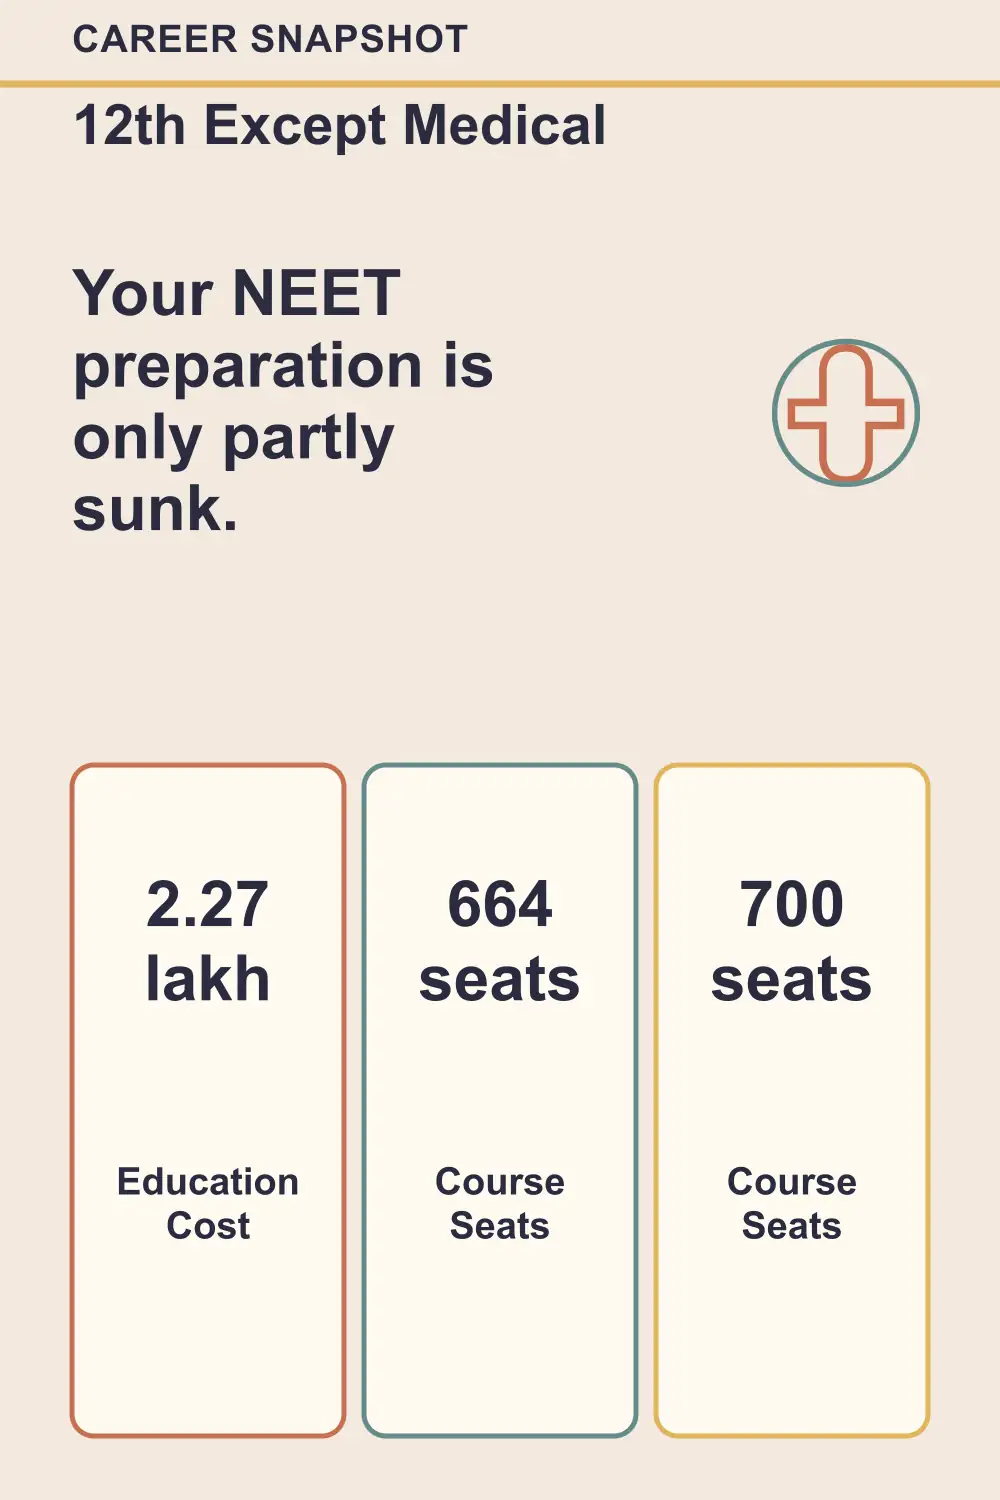 CAREER SNAPSHOT
12th Except Medical
Your NEET
preparation is
only partly
sunk.
2.27
lakh
Education
Cost
664
seats
Course
Seats
700
seats
Course
Seats